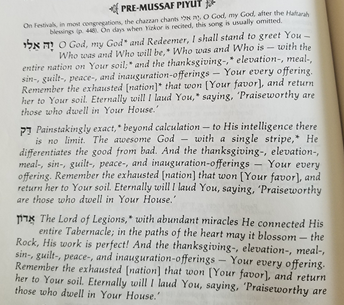 PRE-MUSSAF PIYUT
On Festivals, in most congregations, the chazzan chants יָהּ אֵלִי, O God, my God, after the Haftarah
blessings (p. 448). On days when Yizkor is recited, this song is usually omitted.
יָהּ אֵלִי O God, my God* and Redeemer, I shall stand to greet You —
Who was and Who will be,* Who was and Who is — with the
entire nation on Your soil;* and the thanksgiving-,* elevation-, meal-,
sin-, guilt-, peace-, and inauguration-offerings — Your every offering.
Remember the exhausted [nation]* that won [Your favor], and return
her to Your soil. Eternally will I laud You,* saying, 'Praiseworthy are
those who dwell in Your House.'
דַּק Painstakingly exact,* beyond calculation — to His intelligence there
is no limit. The awesome God — with a single stripe,* He
differentiates the good from bad. And the thanksgiving-, elevation-,
meal-, sin-, guilt-, peace-, and inauguration-offerings — Your every
offering. Remember the exhausted [nation] that won [Your favor], and
return her to Your soil. Eternally will I laud You, saying, 'Praiseworthy
are those who dwell in Your House.'
אֲדוֹן The Lord of Legions,* with abundant miracles He connected His
entire Tabernacle; in the paths of the heart may it blossom — the
Rock, His work is perfect! And the thanksgiving-, elevation-, meal-,
sin-, guilt-, peace-, and inauguration-offerings — Your every offering.
Remember the exhausted [nation] that won [Your favor], and return
her to Your soil. Eternally will I laud You, saying, 'Praiseworthy are
those who dwell in Your House.'